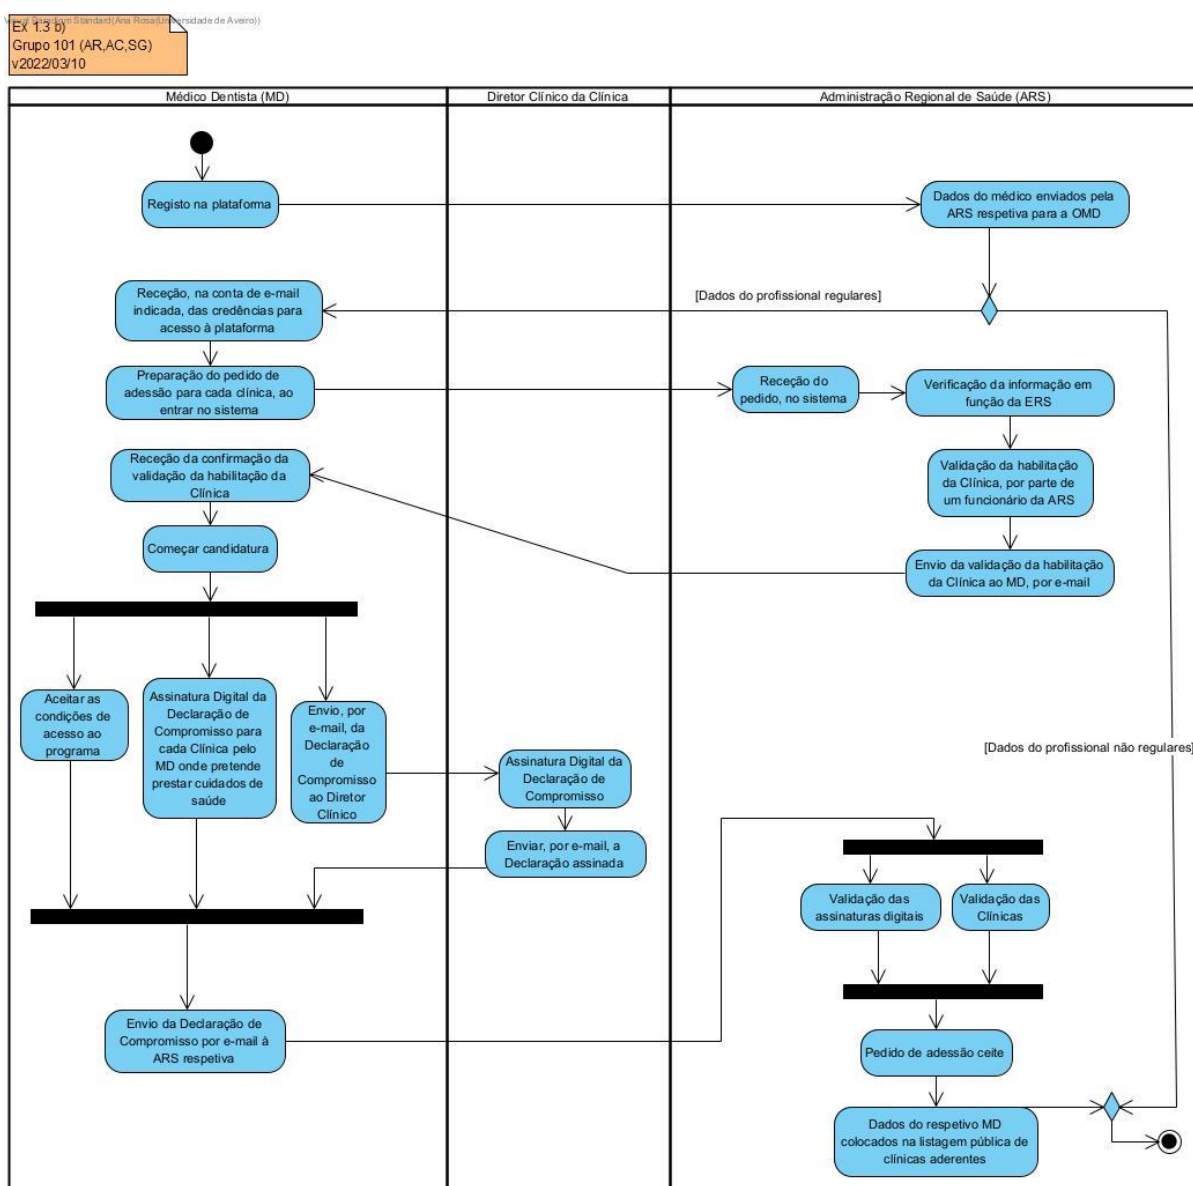 Visual Paradigm Standard(Ana Rosa(Universidade de Aveiro))
Ex 1.3 b)
Grupo 101 (AR,AC,SG)
v2022/03/10
Médico Dentista (MD)
Diretor Clínico da Clínica
Administração Regional de Saúde (ARS)
Registo na plataforma
Dados do médico enviados pela
ARS respetiva para a OMD
[Dados do profissional regulares]
Receção, na conta de e-mail
indicada, das credências para
acesso à plataforma
Preparação do pedido de
adessão para cada clínica, ao
entrar no sistema
Receção do
pedido, no sistema
Verificação da informação em
função da ERS
Receção da confirmação da
validação da habilitação da
Clínica
Validação da habilitação
da Clínica, por parte de
um funcionário da ARS
Começar candidatura
Envio da validação da habilitação
da Clínica ao MD, por e-mail
Aceitar as
condições de
acesso ao
programa
Assinatura Digital da
Declaração de
Compromisso para
cada Clínica pelo
MD onde pretende
prestar cuidados de
saúde
Envio, por
e-mail, da
Declaração
de
Compromisso
ao Diretor
Clínico
[Dados do profissional não regulares]
Assinatura Digital da
Declaração de
Compromisso
Enviar, por e-mail, a
Declaração assinada
Validação das
assinaturas digitais
Validação das
Clínicas
Envio da Declaração de
Compromisso por e-mail à
ARS respetiva
Pedido de adessão ceite
Dados do respetivo MD
colocados na listagem pública de
clínicas aderentes